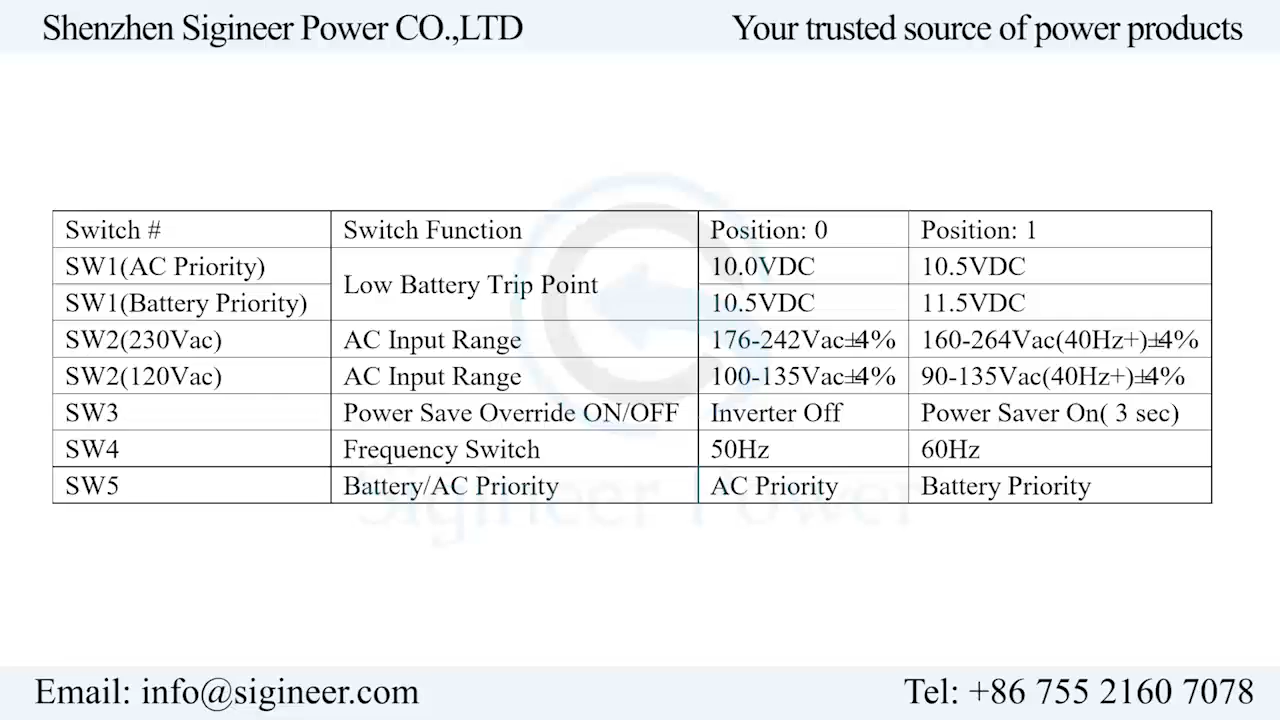 Shenzhen Sigineer Power CO.,LTD Your trusted source of power products
Switch # Switch Function Position: 0 Position: 1
SW1(AC Priority) Low Battery Trip Point 10.0VDC 10.5VDC
SW1(Battery Priority) 10.5VDC 11.5VDC
SW2(230Vac) AC Input Range 176-242Vac±4% 160-264Vac(40Hz+)±4%
SW2(120Vac) AC Input Range 100-135Vac±4% 90-135Vac(40Hz+)±4%
SW3 Power Save Override ON/OFF Inverter Off Power Saver On( 3 sec)
SW4 Frequency Switch 50Hz 60Hz
SW5 Battery/AC Priority AC Priority Battery Priority
Sigineer Power
Email: info@sigineer.com Tel: +86 755 2160 7078